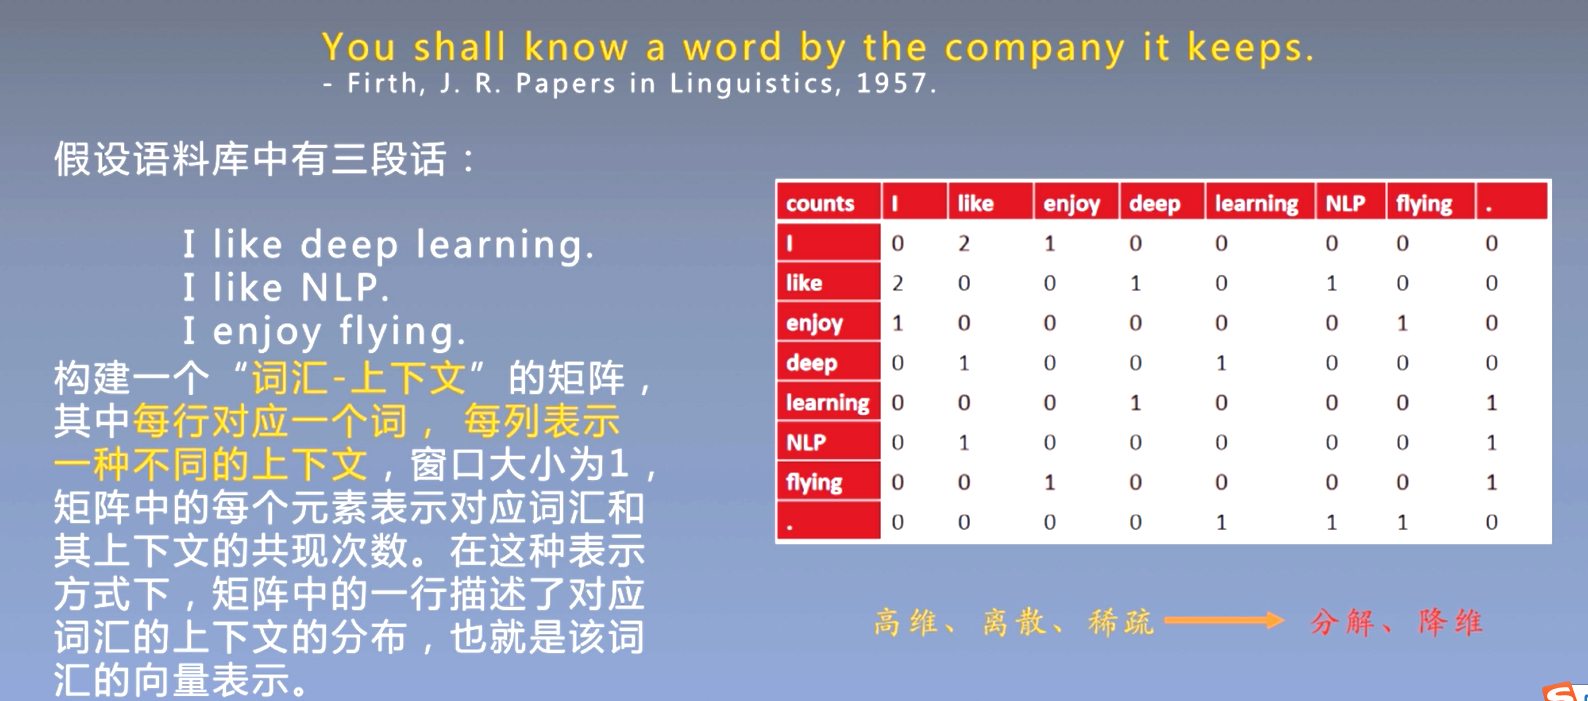 You shall know a word by the company it keeps.
- Firth, J. R. Papers in Linguistics, 1957.
假设语料库中有三段话：
I like deep learning.
I like NLP.
I enjoy flying.
构建一个“词汇-上下文”的矩阵，
其中每行对应一个词， 每列表示
一种不同的上下文，窗口大小为1，
矩阵中的每个元素表示对应词汇和
其上下文的共现次数。在这种表示
方式下，矩阵中的一行描述了对应
词汇的上下文的分布，也就是该词
汇的向量表示。
counts I like enjoy deep learning NLP flying .
I 0 2 1 0 0 0 0 0
like 2 0 0 1 0 1 0 0
enjoy 1 0 0 0 0 0 1 0
deep 0 1 0 0 1 0 0 0
learning 0 0 0 1 0 0 0 1
NLP 0 1 0 0 0 0 0 1
flying 0 0 1 0 0 0 0 1
. 0 0 0 0 1 1 1 0
高维、离散、稀疏 分解、降维